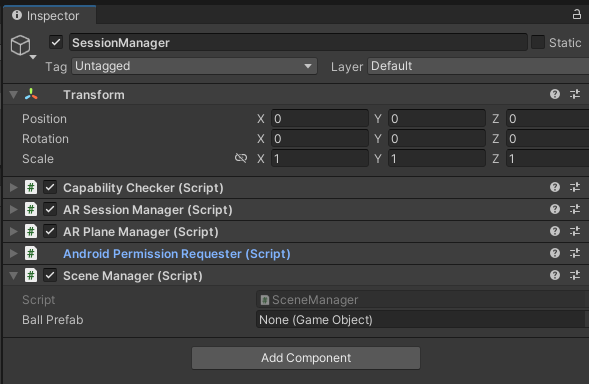 Inspector
SessionManager Static
Tag Untagged Layer Default
Transform
Position X 0 Y 0 Z 0
Rotation X 0 Y 0 Z 0
Scale X 1 Y 1 Z 1
# Capability Checker (Script)
# AR Session Manager (Script)
# AR Plane Manager (Script)
# Android Permission Requester (Script)
# Scene Manager (Script)
Script # SceneManager
Ball Prefab None (Game Object)
Add Component